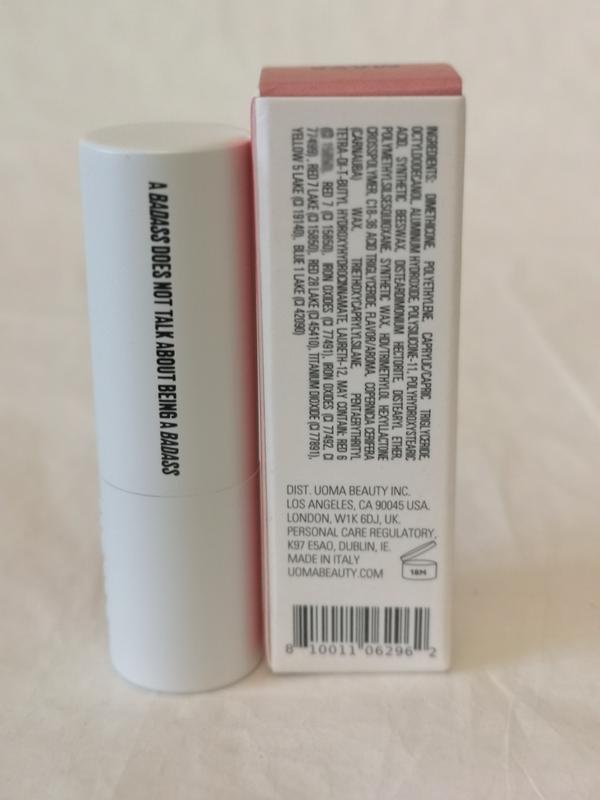 A BADASS DOES NOT TALK ABOUT BEING A BADASS
INGREDIENTS: DIMETHICONE, POLYETHYLENE, CAPRYLIC/CAPRIC TRIGLYCERIDE,
OCTYLDODECANOL, ALUMINUM HYDROXIDE, POLYSILICONE-11, POLYHYDROXYSTEARIC
ACID, SYNTHETIC BEESWAX, DISTEARDIMONIUM HECTORITE, DISTEARYL ETHER,
POLYMETHYLSILSESQUIOXANE, SYNTHETIC WAX, HDI/TRIMETHYLOL HEXYLLACTONE
CROSSPOLYMER, C18-36 ACID TRIGLYCERIDE, FLAVOR/AROMA, COPERNICIA CERIFERA
(CARNAUBA) WAX, TRIETHOXYCAPRYLYLSILANE, PENTAERYTHRITYL
TETRA-DI-T-BUTYL HYDROXYHYDROCINNAMATE, LAURETH-12. MAY CONTAIN: RED 6
RED 7 (CI 15850), IRON OXIDES (CI 77491), IRON OXIDES (CI 77492, CI
77499), RED 7 LAKE (CI 15850), RED 28 LAKE (CI 45410), TITANIUM DIOXIDE (CI 77891),
YELLOW 5 LAKE (CI 19140), BLUE 1 LAKE (CI 42090)
DIST. UOMA BEAUTY INC.
LOS ANGELES, CA 90045 USA.
LONDON, W1K 6DJ, UK.
PERSONAL CARE REGULATORY,
K97 E5A0, DUBLIN, IE.
MADE IN ITALY
UOMABEAUTY.COM
18M
8 10011 06296 2